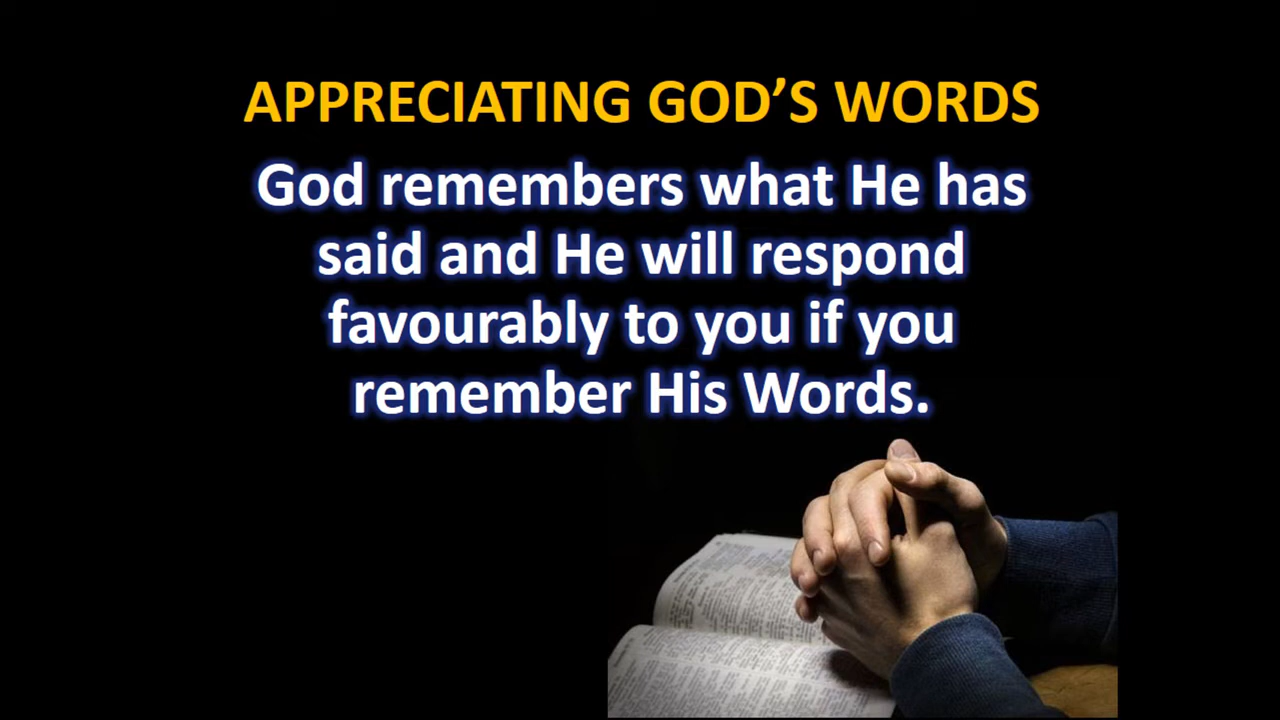 APPRECIATING GOD’S WORDS
God remembers what He has
said and He will respond
favourably to you if you
remember His Words.